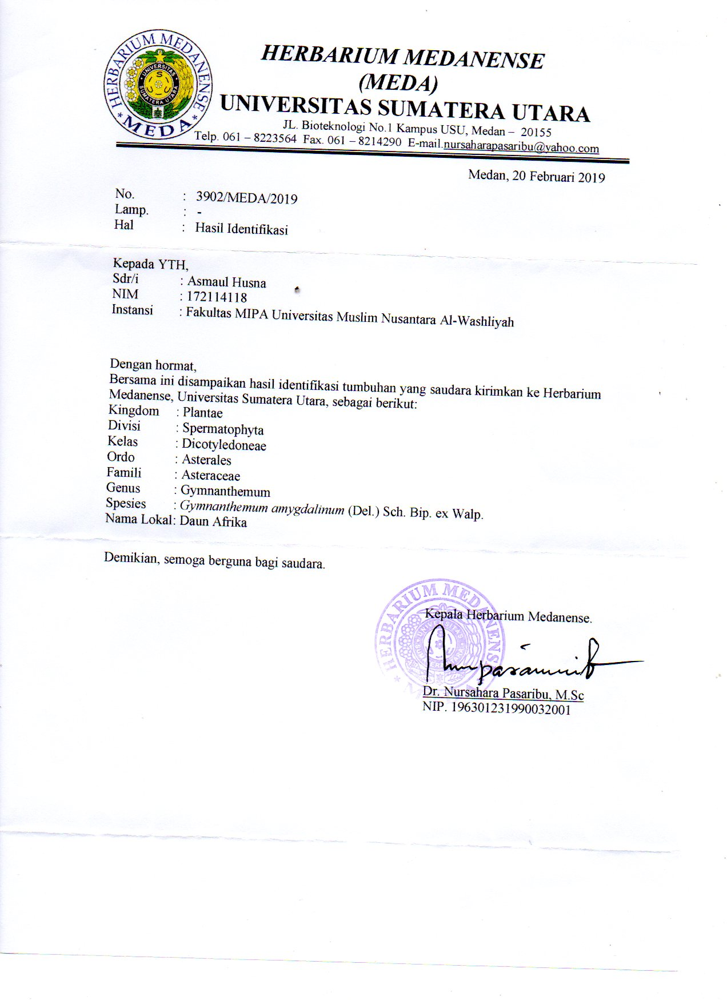 HERBARIUM MEDANENSE
* MEDA *
UNIVERSITAS
SUMATERA UTARA
HERBARIUM MEDANENSE
(MEDA)
UNIVERSITAS SUMATERA UTARA
JL. Bioteknologi No.1 Kampus USU, Medan – 20155
Telp. 061 – 8223564 Fax. 061 – 8214290 E-mail.nursaharapasaribu@yahoo.com
Medan, 20 Februari 2019
No. : 3902/MEDA/2019
Lamp. : -
Hal : Hasil Identifikasi
Kepada YTH,
Sdr/i : Asmaul Husna
NIM : 172114118
Instansi : Fakultas MIPA Universitas Muslim Nusantara Al-Washliyah
Dengan hormat,
Bersama ini disampaikan hasil identifikasi tumbuhan yang saudara kirimkan ke Herbarium
Medanense, Universitas Sumatera Utara, sebagai berikut:
Kingdom : Plantae
Divisi : Spermatophyta
Kelas : Dicotyledoneae
Ordo : Asterales
Famili : Asteraceae
Genus : Gymnanthemum
Spesies : Gymnanthemum amygdalinum (Del.) Sch. Bip. ex Walp.
Nama Lokal: Daun Afrika
Demikian, semoga berguna bagi saudara.
HERBARIUM MEDANENS
Kepala Herbarium Medanense.
Dr. Nursahara Pasaribu, M.Sc
NIP. 196301231990032001